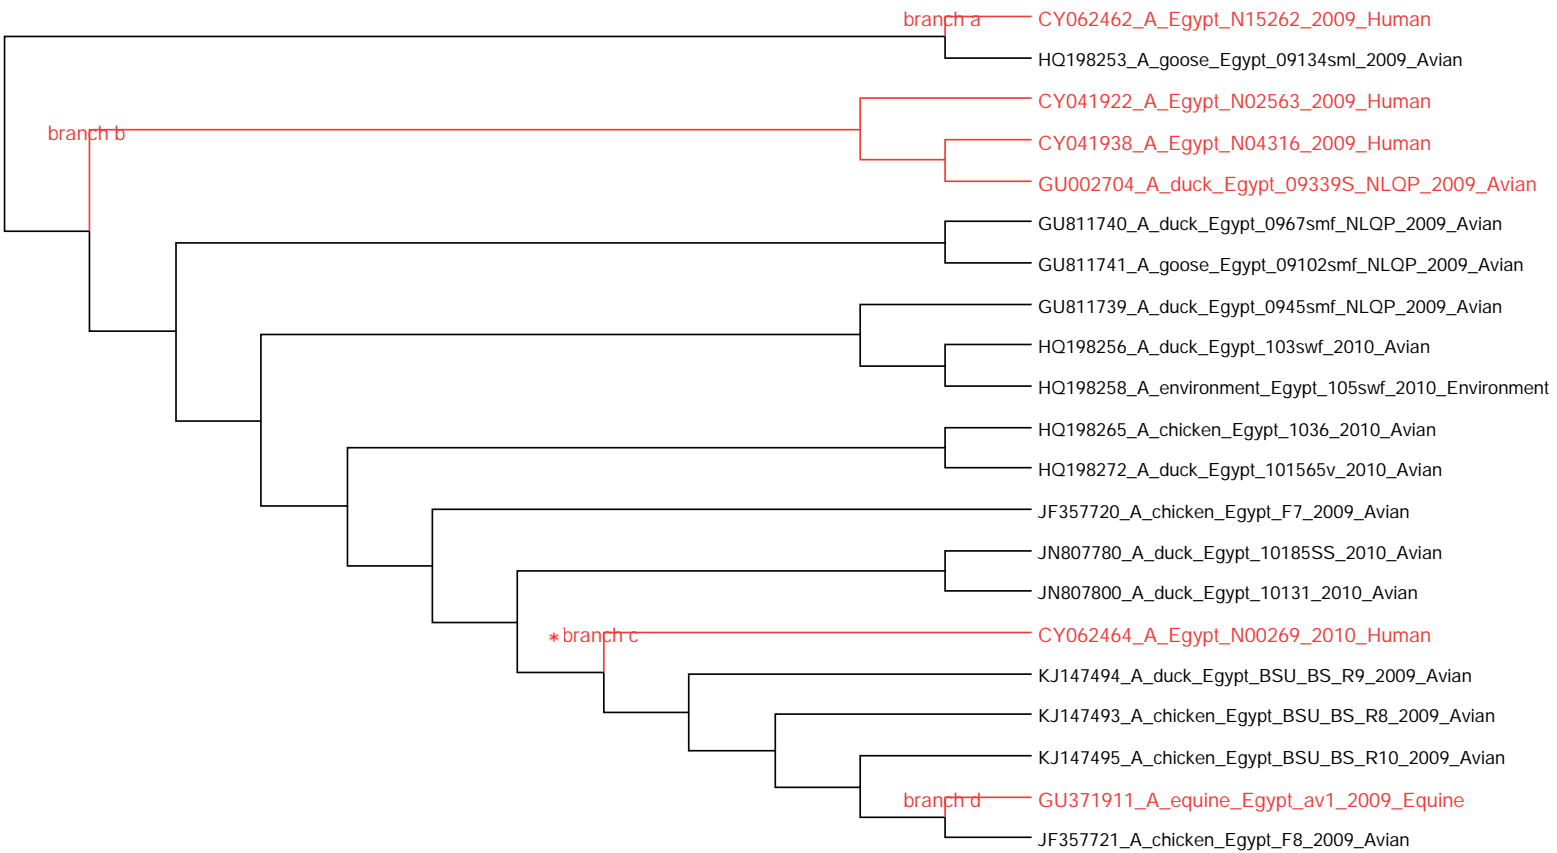 branch a
CY062462_A_Egypt_N15262_2009_Human
HQ198253_A_goose_Egypt_09134sml_2009_Avian
CY041922_A_Egypt_N02563_2009_Human
branch b
CY041938_A_Egypt_N04316_2009_Human
GU002704_A_duck_Egypt_09339S_NLQP_2009_Avian
GU811740_A_duck_Egypt_0967smf_NLQP_2009_Avian
GU811741_A_goose_Egypt_09102smf_NLQP_2009_Avian
GU811739_A_duck_Egypt_0945smf_NLQP_2009_Avian
HQ198256_A_duck_Egypt_103swf_2010_Avian
HQ198258_A_environment_Egypt_105swf_2010_Environment
HQ198265_A_chicken_Egypt_1036_2010_Avian
HQ198272_A_duck_Egypt_101565v_2010_Avian
JF357720_A_chicken_Egypt_F7_2009_Avian
JN807780_A_duck_Egypt_10185SS_2010_Avian
JN807800_A_duck_Egypt_10131_2010_Avian
* branch c
CY062464_A_Egypt_N00269_2010_Human
KJ147494_A_duck_Egypt_BSU_BS_R9_2009_Avian
KJ147493_A_chicken_Egypt_BSU_BS_R8_2009_Avian
KJ147495_A_chicken_Egypt_BSU_BS_R10_2009_Avian
branch d
GU371911_A_equine_Egypt_av1_2009_Equine
JF357721_A_chicken_Egypt_F8_2009_Avian